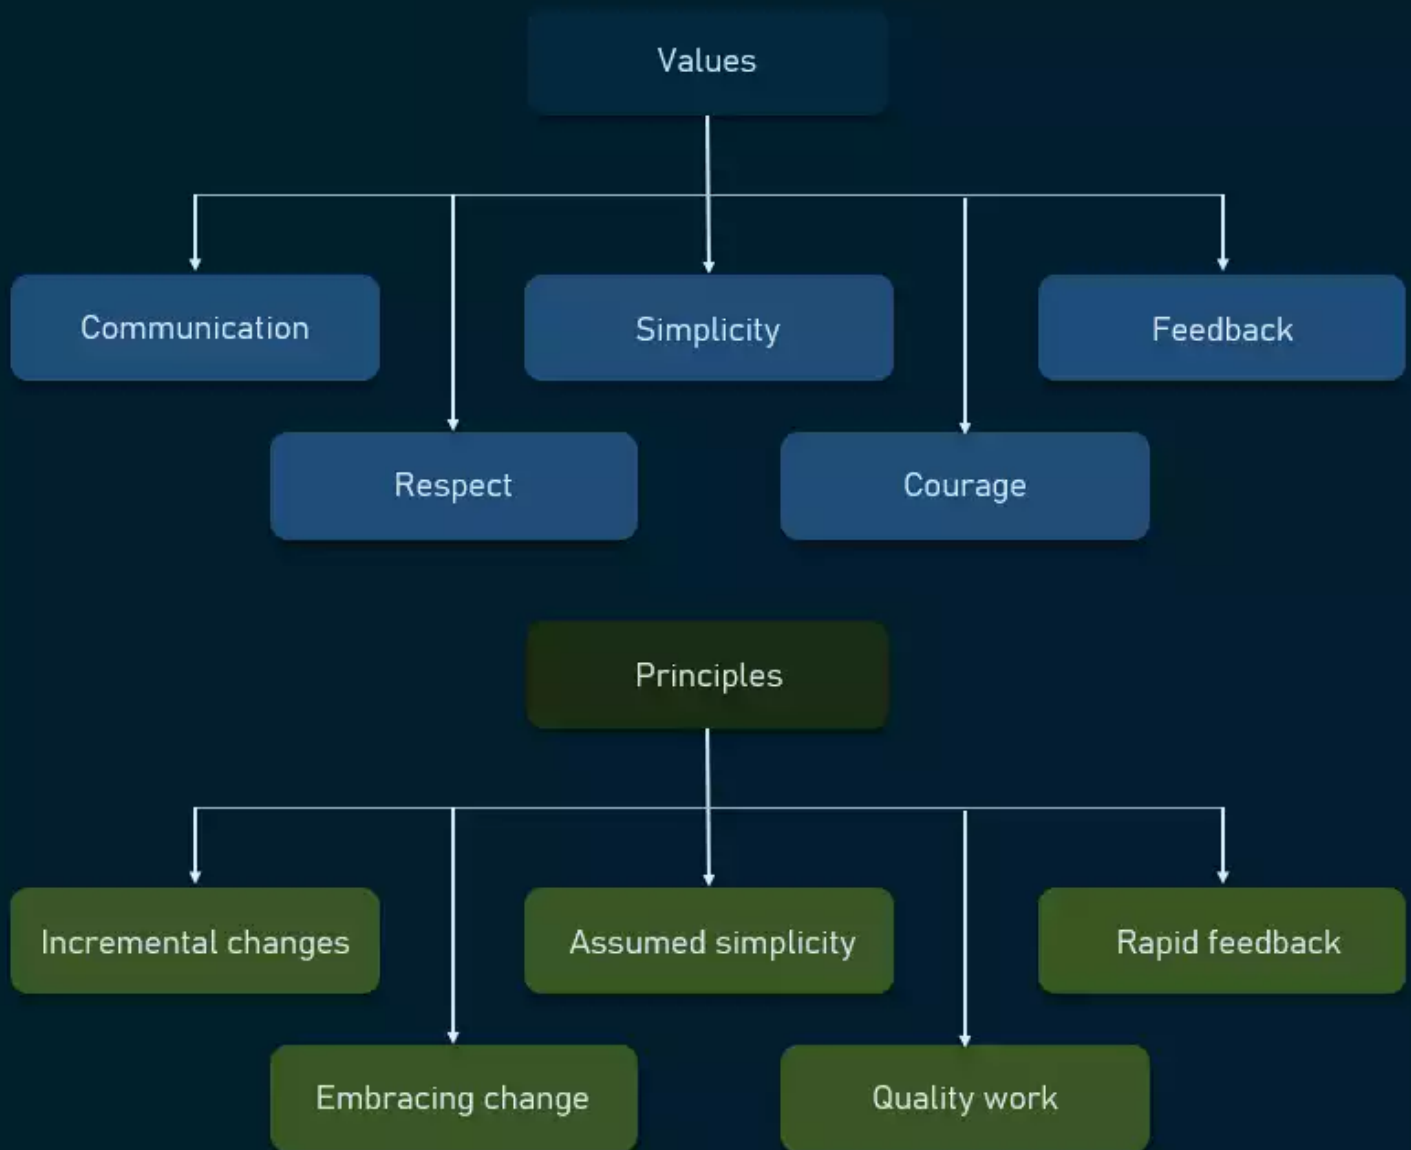 Values
Communication
Simplicity
Feedback
Respect
Courage
Principles
Incremental changes
Assumed simplicity
Rapid feedback
Embracing change
Quality work